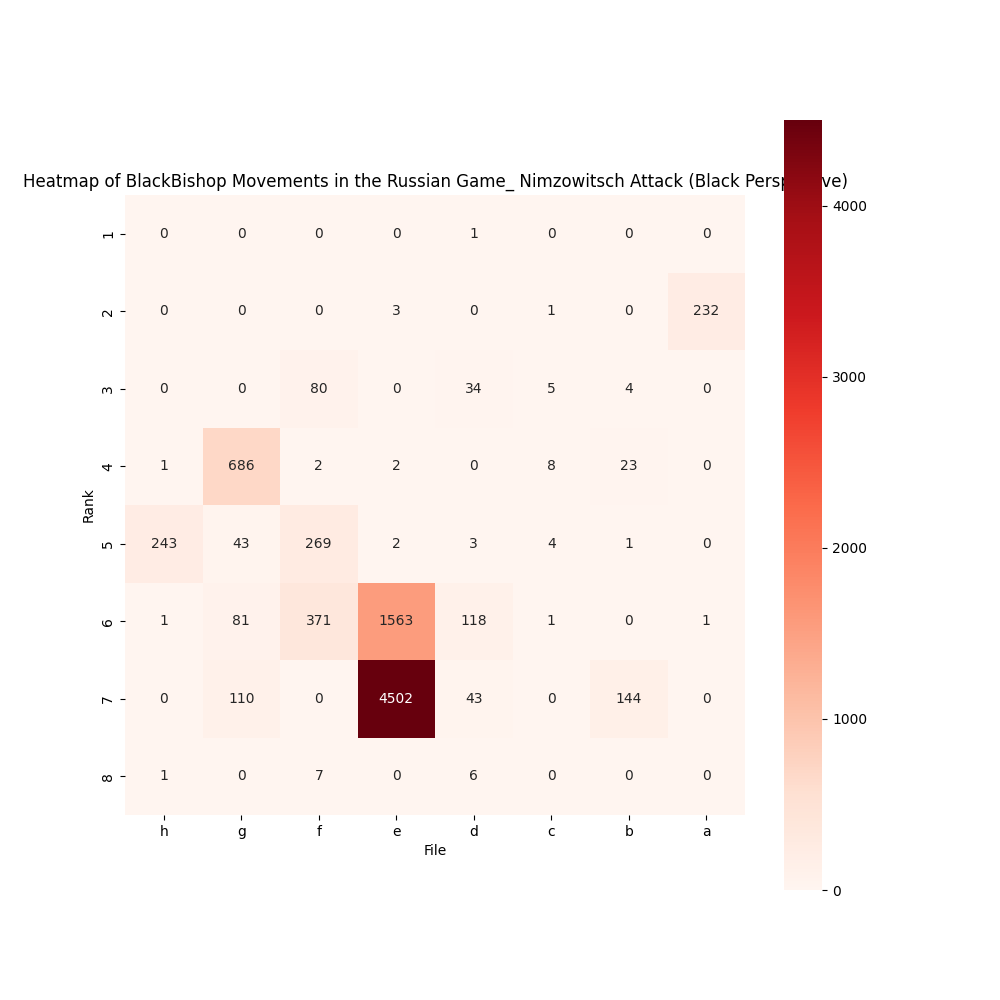 Heatmap of BlackBishop Movements in the Russian Game_ Nimzowitsch Attack (Black Perspective)
4000
3000
2000
1000
0
Rank
1 0 0 0 0 1 0 0 0
2 0 0 0 3 0 1 0 232
3 0 0 80 0 34 5 4 0
4 1 686 2 2 0 8 23 0
5 243 43 269 2 3 4 1 0
6 1 81 371 1563 118 1 0 1
7 0 110 0 4502 43 0 144 0
8 1 0 7 0 6 0 0 0
h g f e d c b a
File